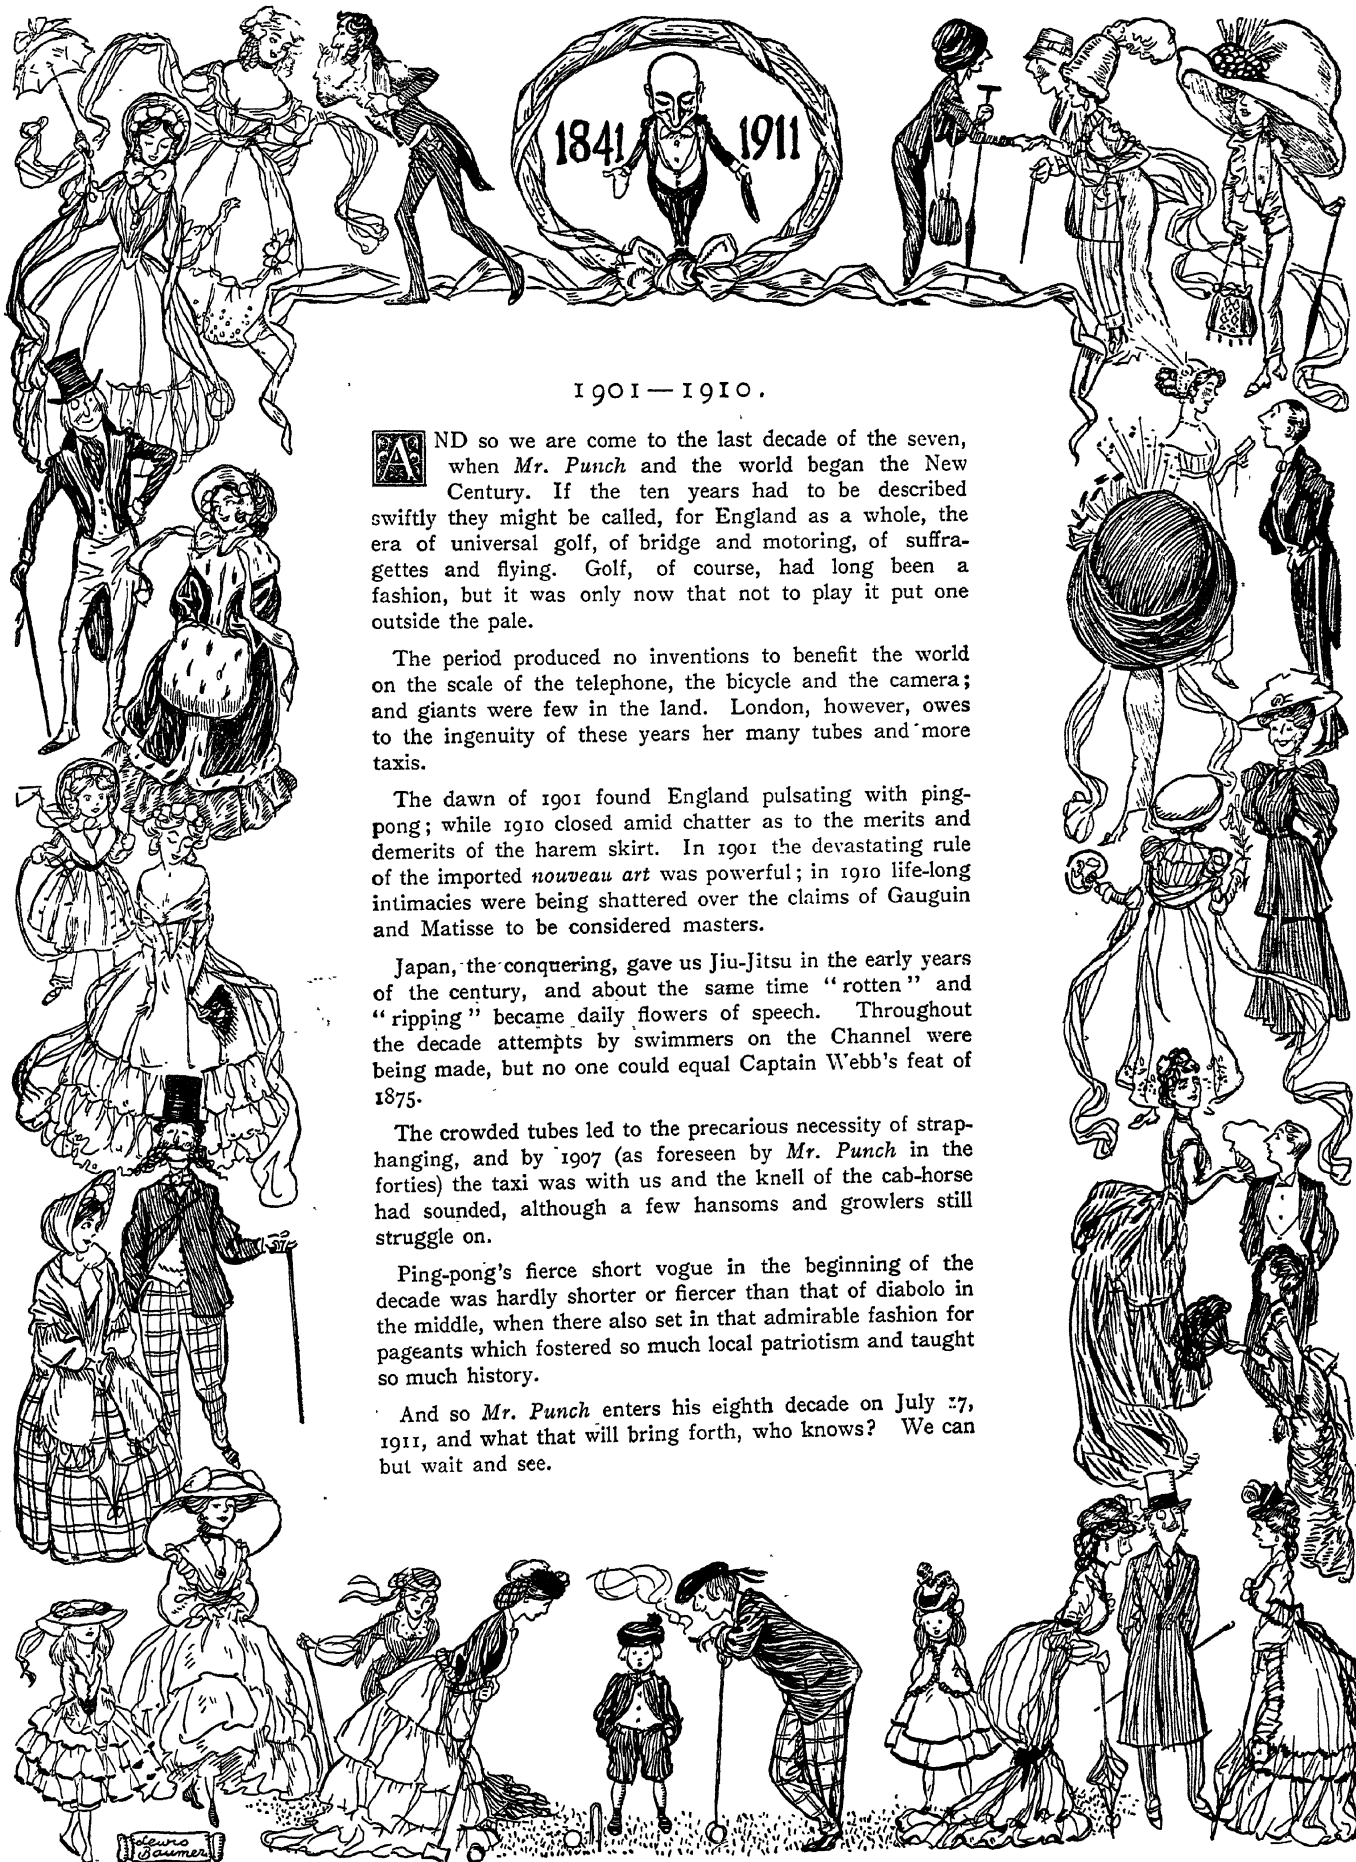 1841 1911
1901—1910.
AND so we are come to the last decade of the seven,
when Mr. Punch and the world began the New
Century. If the ten years had to be described
swiftly they might be called, for England as a whole, the
era of universal golf, of bridge and motoring, of suffra-
gettes and flying. Golf, of course, had long been a
fashion, but it was only now that not to play it put one
outside the pale.
The period produced no inventions to benefit the world
on the scale of the telephone, the bicycle and the camera;
and giants were few in the land. London, however, owes
to the ingenuity of these years her many tubes and more
taxis.
The dawn of 1901 found England pulsating with ping-
pong; while 1910 closed amid chatter as to the merits and
demerits of the harem skirt. In 1901 the devastating rule
of the imported nouveau art was powerful; in 1910 life-long
intimacies were being shattered over the claims of Gauguin
and Matisse to be considered masters.
Japan, the conquering, gave us Jiu-Jitsu in the early years
of the century, and about the same time “rotten” and
“ripping” became daily flowers of speech. Throughout
the decade attempts by swimmers on the Channel were
being made, but no one could equal Captain Webb's feat of
1875.
The crowded tubes led to the precarious necessity of strap-
hanging, and by 1907 (as foreseen by Mr. Punch in the
forties) the taxi was with us and the knell of the cab-horse
had sounded, although a few hansoms and growlers still
struggle on.
Ping-pong's fierce short vogue in the beginning of the
decade was hardly shorter or fiercer than that of diabolo in
the middle, when there also set in that admirable fashion for
pageants which fostered so much local patriotism and taught
so much history.
And so Mr. Punch enters his eighth decade on July 17,
1911, and what that will bring forth, who knows? We can
but wait and see.
Lewis
Baumer